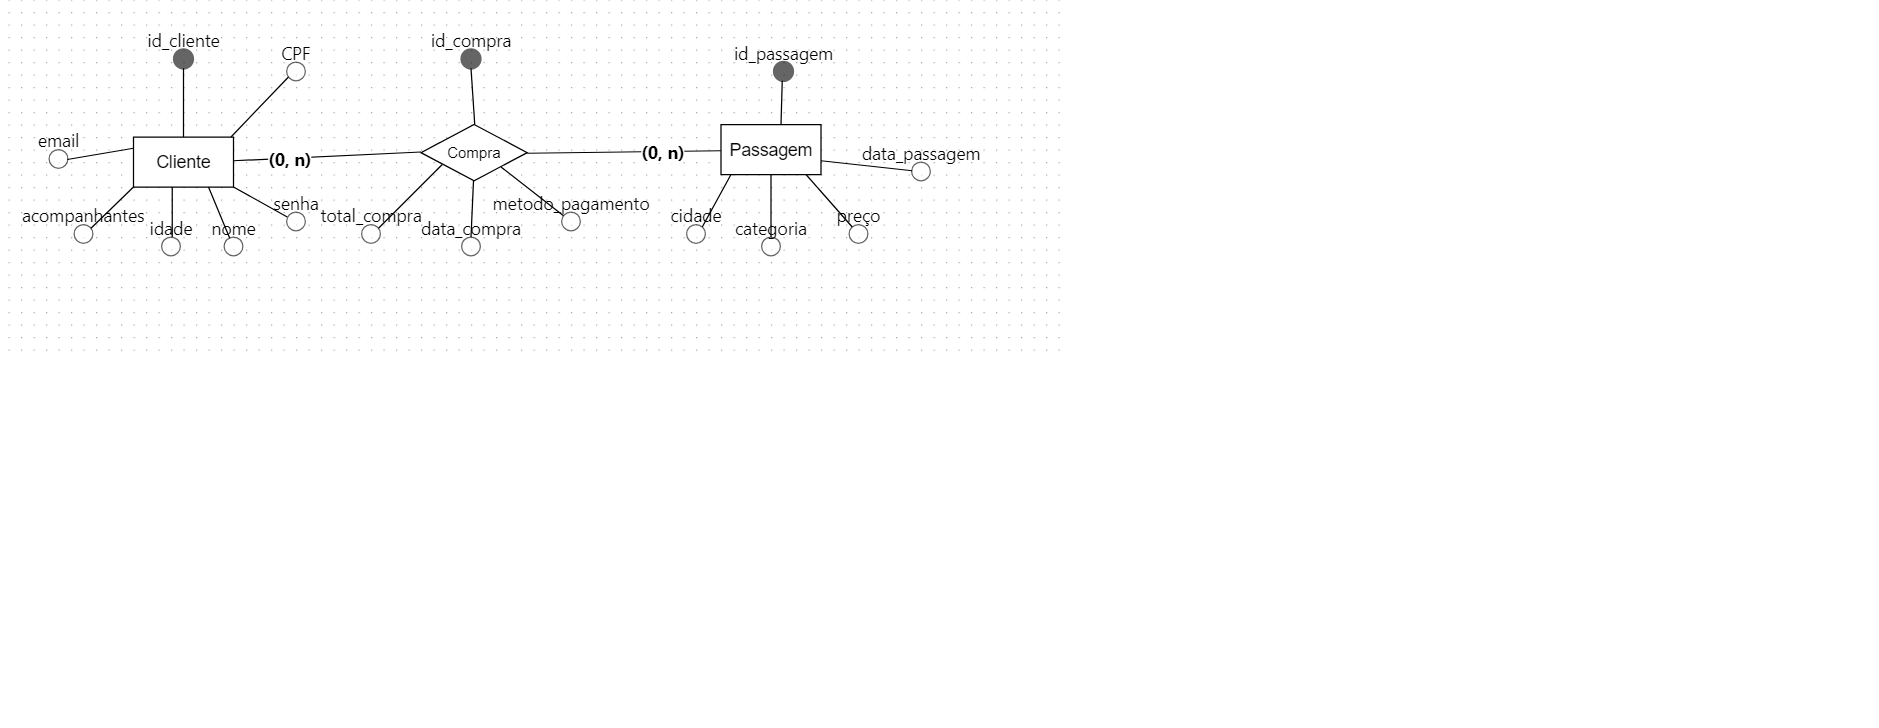 id_cliente
CPF
id_compra
id_passagem
email
Cliente
(0, n)
Compra
(0, n)
Passagem
data_passagem
acompanhantes
idade
nome
senha
total_compra
data_compra
metodo_pagamento
cidade
categoria
preço